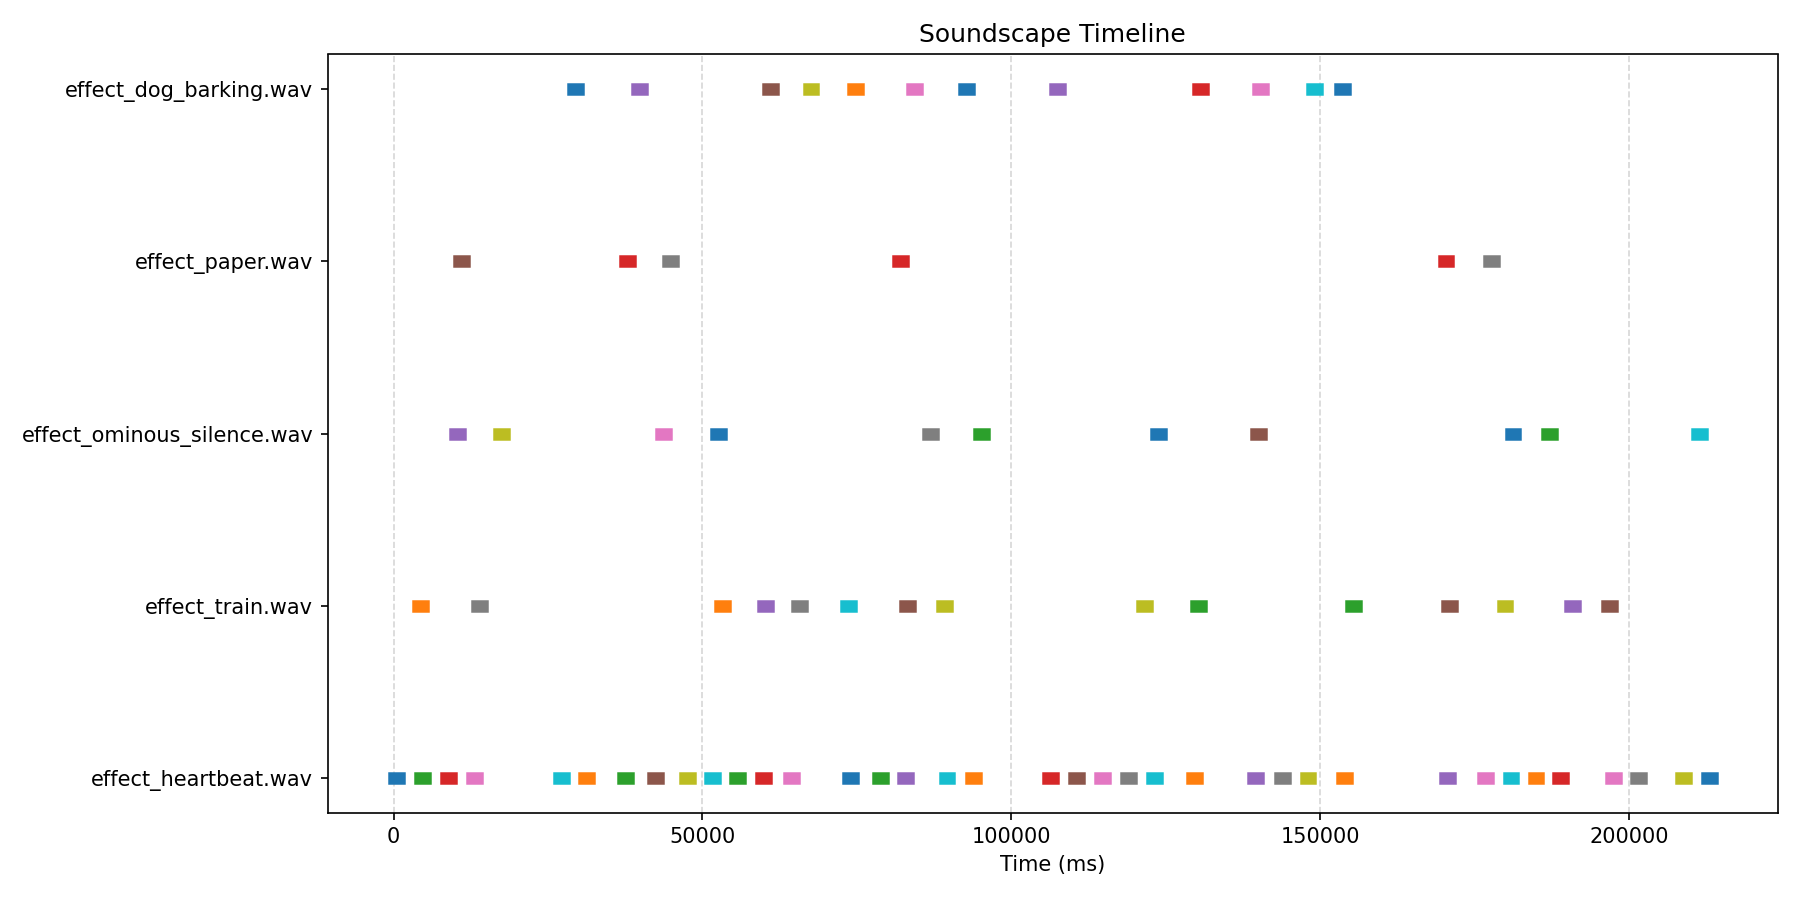 Soundscape Timeline
effect_dog_barking.wav
effect_paper.wav
effect_ominous_silence.wav
effect_train.wav
effect_heartbeat.wav
0 50000 100000 150000 200000
Time (ms)